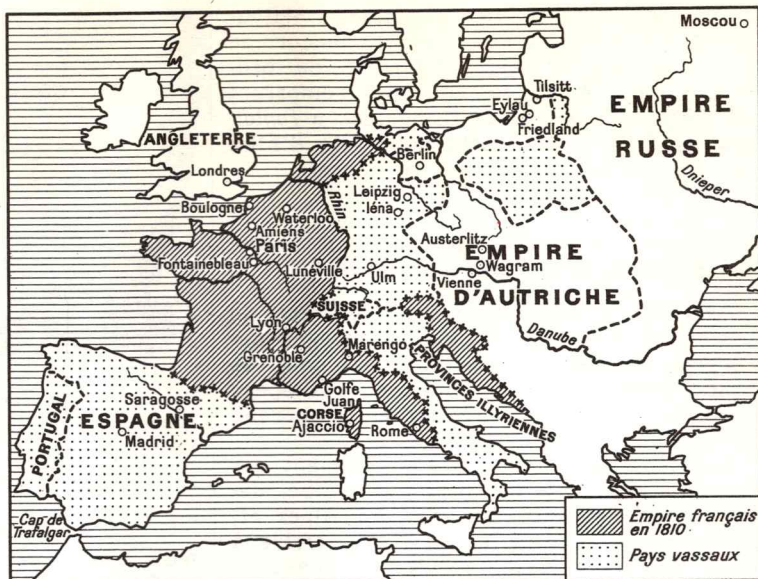 Moscou
Tilsitt
Eylau
Friedland
EMPIRE
RUSSE
Dnieper
ANGLETERRE
Londres
Berlin
Leipzig
Iéna
Rhin
Boulogne
Waterloo
Amiens
Paris
Fontainebleau
Lunéville
Ulm
Austerlitz
EMPIRE
Wagram
Vienne
D'AUTRICHE
Danube
SUISSE
Lyon
Grenoble
Marengo
PROVINCES ILLYRIENNES
Golfe
Juan
CORSE
Ajaccio
Rome
Saragosse
ESPAGNE
Madrid
PORTUGAL
Cap de
Trafalgar
Empire français
en 1810
Pays vassaux